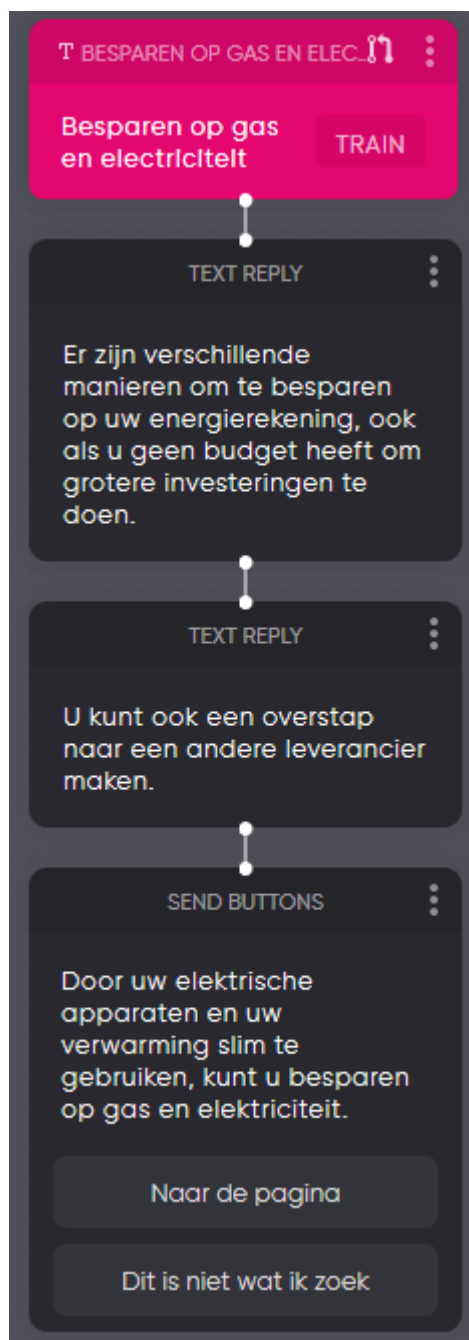 T BESPAREN OP GAS EN ELEC...
Besparen op gas
en electriciteit
TRAIN
TEXT REPLY
Er zijn verschillende
manieren om te besparen
op uw energierekening, ook
als u geen budget heeft om
grotere investeringen te
doen.
TEXT REPLY
U kunt ook een overstap
naar een andere leverancier
maken.
SEND BUTTONS
Door uw elektrische
apparaten en uw
verwarming slim te
gebruiken, kunt u besparen
op gas en elektriciteit.
Naar de pagina
Dit is niet wat ik zoek